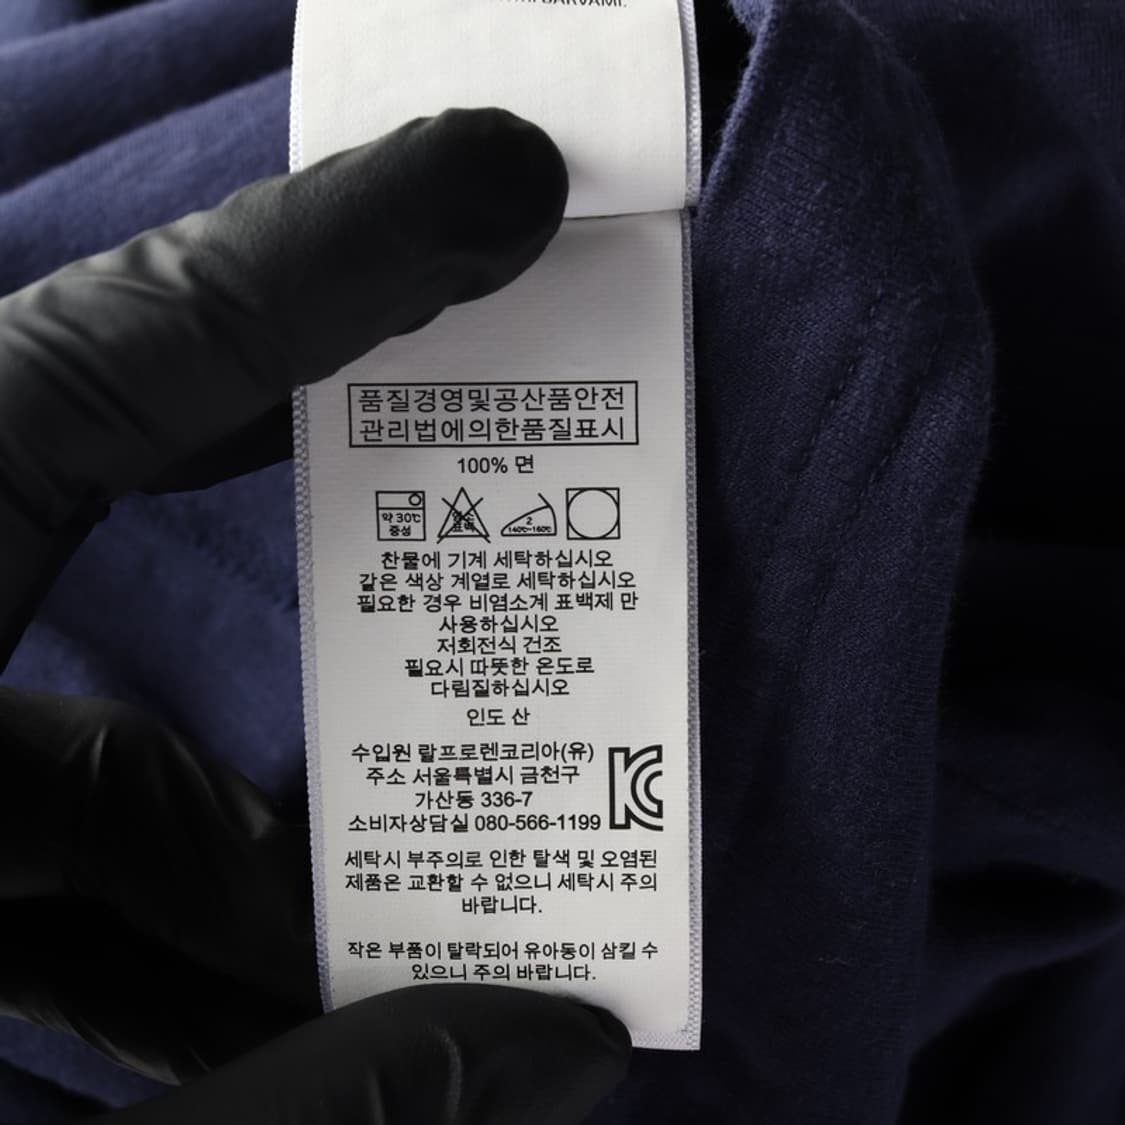 품질경영및공산품안전
관리법에의한품질표시
100% 면
약 30℃
중성
염소
표백
2
140℃~160℃
찬물에 기계 세탁하십시오
같은 색상 계열로 세탁하십시오
필요한 경우 비염소계 표백제 만
사용하십시오
저회전식 건조
필요시 따뜻한 온도로
다림질하십시오
인도 산
수입원 랄프로렌코리아(유)
주소 서울특별시 금천구
가산동 336-7
소비자상담실 080-566-1199
세탁시 부주의로 인한 탈색 및 오염된
제품은 교환할 수 없으니 세탁시 주의
바랍니다.
작은 부품이 탈락되어 유아동이 삼킬 수
있으니 주의 바랍니다.